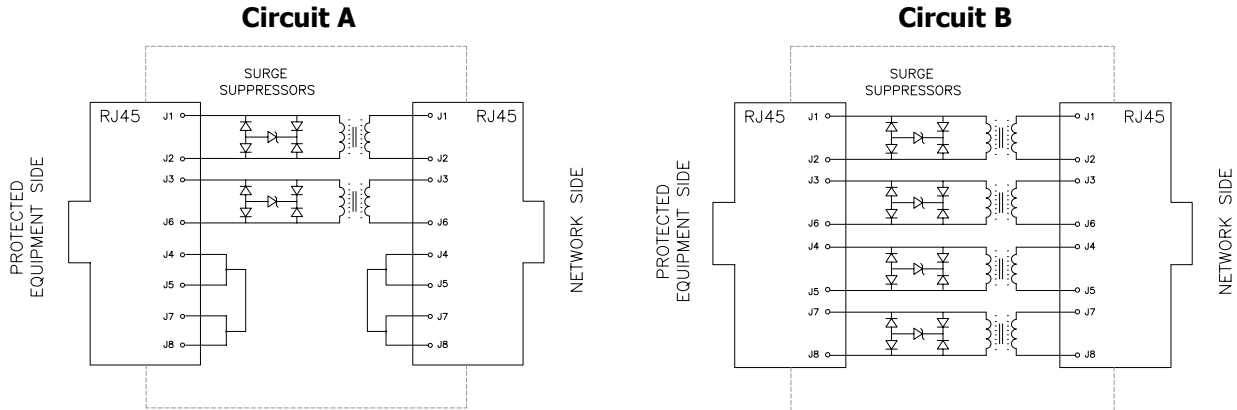 Circuit A
SURGE
SUPPRESSORS
RJ45
RJ45
J1
J2
J3
J6
J4
J5
J7
J8
J1
J2
J3
J6
J4
J5
J7
J8
PROTECTED
EQUIPMENT SIDE
NETWORK SIDE
Circuit B
SURGE
SUPPRESSORS
RJ45
RJ45
J1
J2
J3
J6
J4
J5
J7
J8
J1
J2
J3
J6
J4
J5
J7
J8
PROTECTED
EQUIPMENT SIDE
NETWORK SIDE